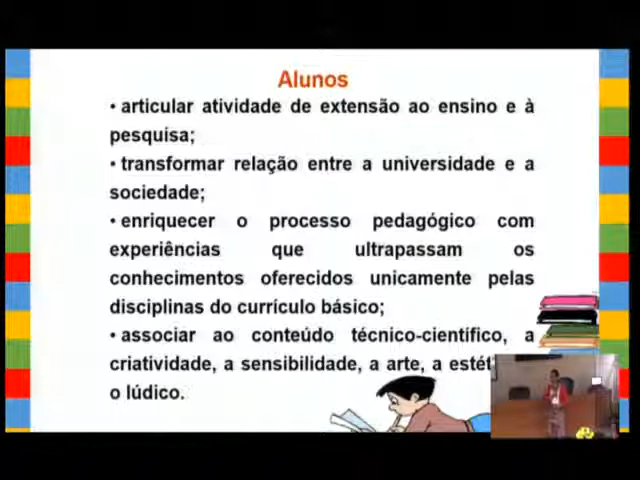 Alunos
• articular atividade de extensão ao ensino e à
pesquisa;
• transformar relação entre a universidade e a
sociedade;
• enriquecer o processo pedagógico com
experiências que ultrapassam os
conhecimentos oferecidos unicamente pelas
disciplinas do currículo básico;
• associar ao conteúdo técnico-científico, a
criatividade, a sensibilidade, a arte, a
o lúdico.